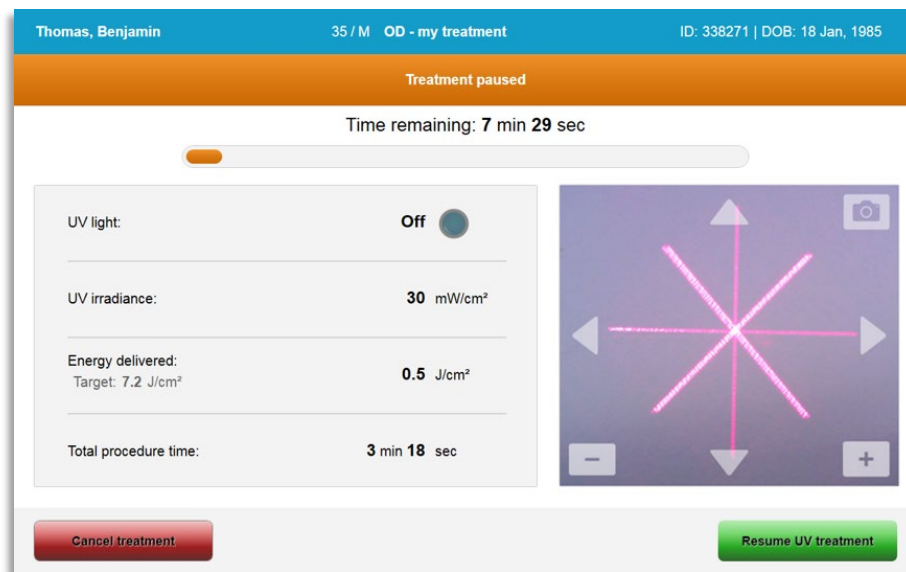 Thomas, Benjamin 35 / M OD - my treatment ID: 338271 | DOB: 18 Jan, 1985
Treatment paused
Time remaining: 7 min 29 sec
UV light: Off
UV irradiance: 30 mW/cm²
Energy delivered:
Target: 7.2 J/cm² 0.5 J/cm²
Total procedure time: 3 min 18 sec
− +
Cancel treatment Resume UV treatment